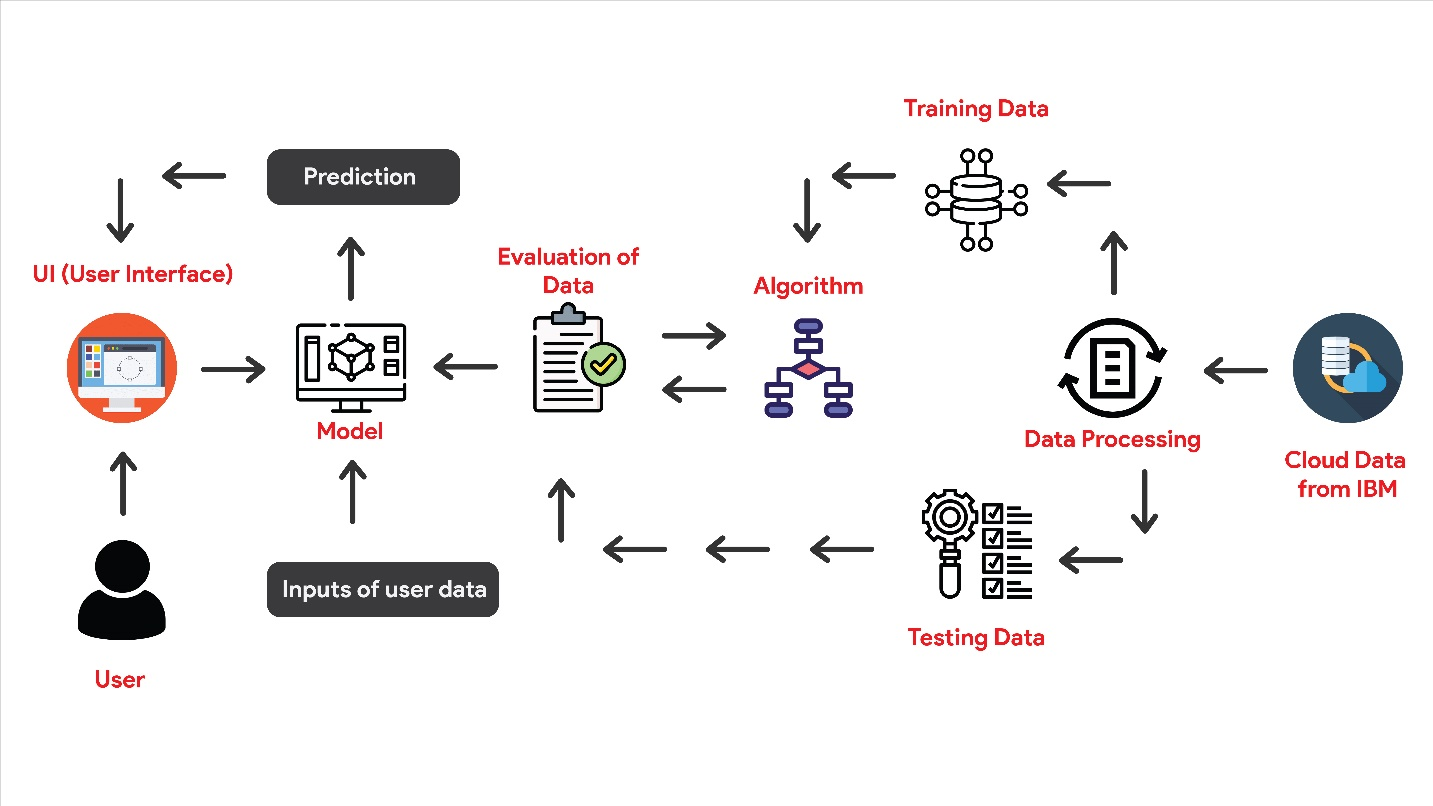 Training Data
Prediction
Evaluation of
Data
UI (User Interface)
Algorithm
Model
Data Processing
Cloud Data
from IBM
Inputs of user data
Testing Data
User